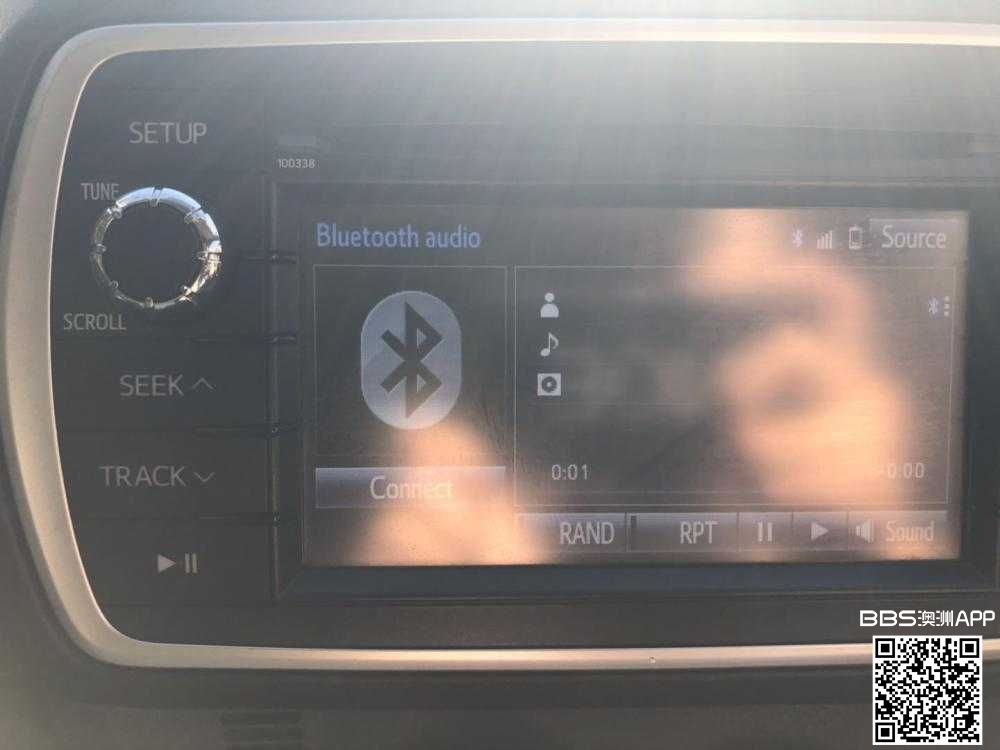 SETUP
100338
TUNE
SCROLL
SEEK
TRACK
Bluetooth audio
Source
Connect
0:01
-0:00
RAND
RPT
Sound
BBS澳洲APP